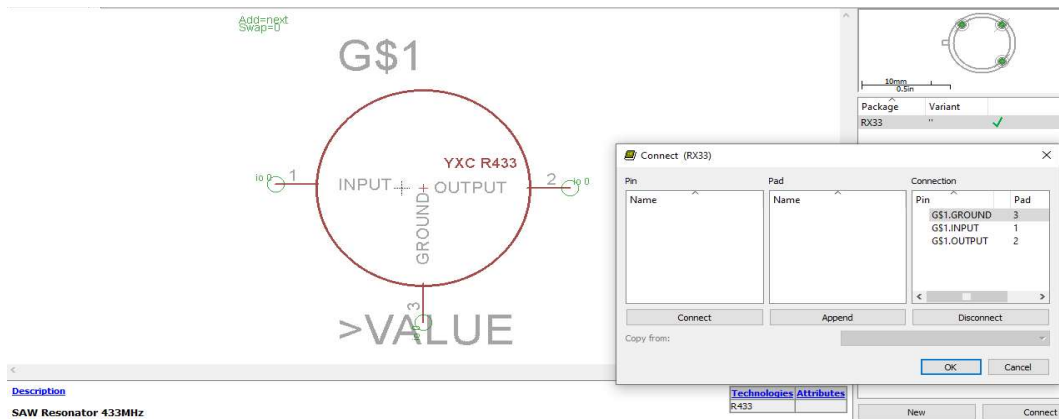 Add=next
Swap=0
G$1
YXC R433
io 0 1
INPUT
OUTPUT
2 io 0
GROUND
3
io 0
>VALUE
10mm
0.5in
Package Variant
RX33 ''
Connect (RX33)
Pin Pad Connection
Name Name Pin Pad
G$1.GROUND 3
G$1.INPUT 1
G$1.OUTPUT 2
Connect Append Disconnect
Copy from:
OK Cancel
Description
SAW Resonator 433MHz
Technologies Attributes
R433
New Connect